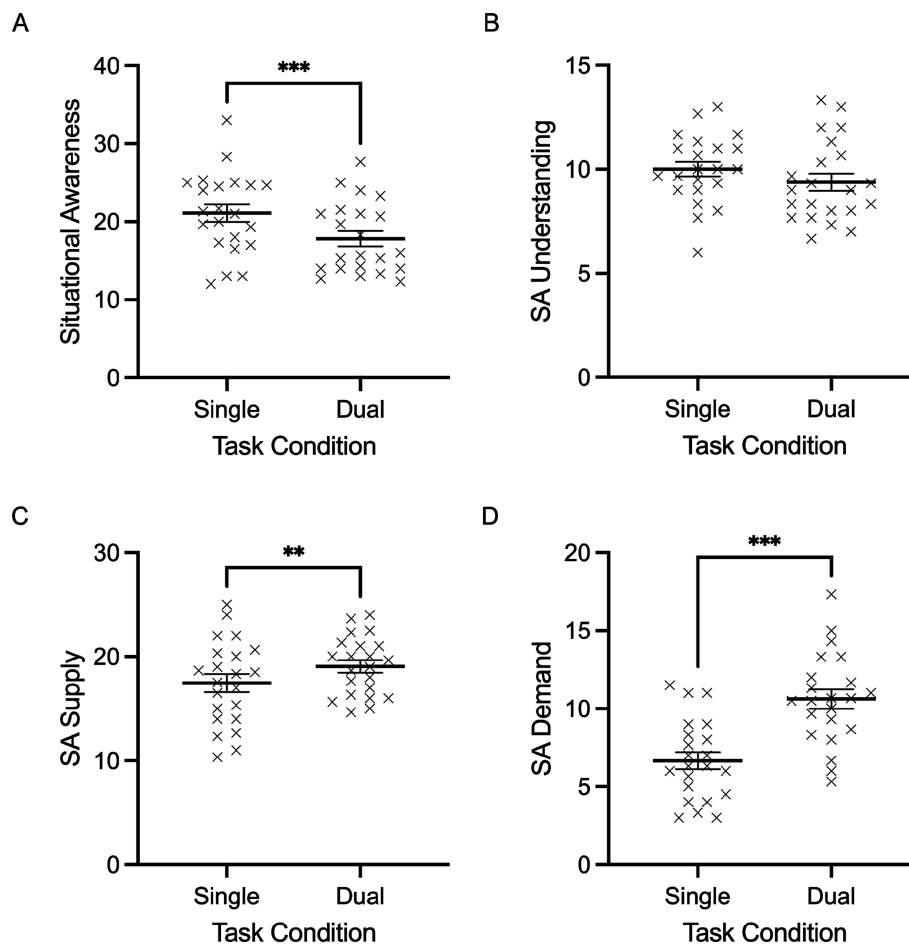 A
Situational Awareness
40
30
20
10
0
***
Single
Dual
Task Condition
B
SA Understanding
15
10
5
0
Single
Dual
Task Condition
C
SA Supply
30
20
10
0
**
Single
Dual
Task Condition
D
SA Demand
20
15
10
5
0
***
Single
Dual
Task Condition